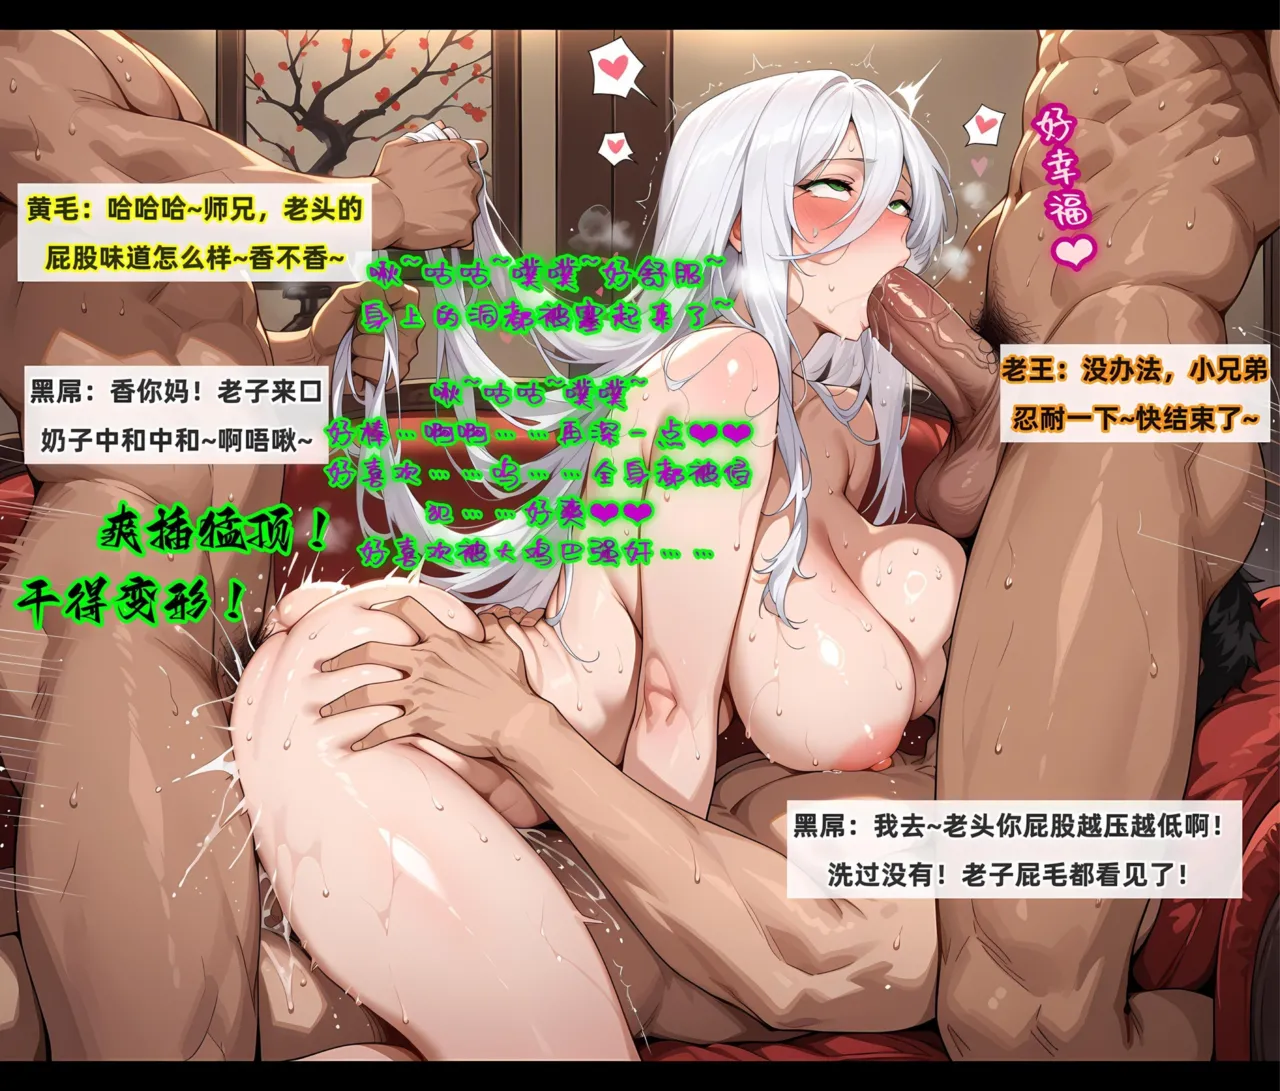 好幸福
黄毛：哈哈哈~师兄，老头的
屁股味道怎么样~香不香~
啾~咕咕~噗噗~好舒服~
身上的洞都被塞起来了~
老王：没办法，小兄弟
忍耐一下~快结束了~
黑屌：香你妈！老子来口
奶子中和中和~啊唔啾~
啾~咕咕~噗噗~
好棒……啊啊……再深一点
好喜欢……呜……全身都被侵
犯……好爽
好喜欢被大鸡巴强奸……
爽插猛顶！
干得变形！
黑屌：我去~老头你屁股越压越低啊！
洗过没有！老子屁毛都看见了！